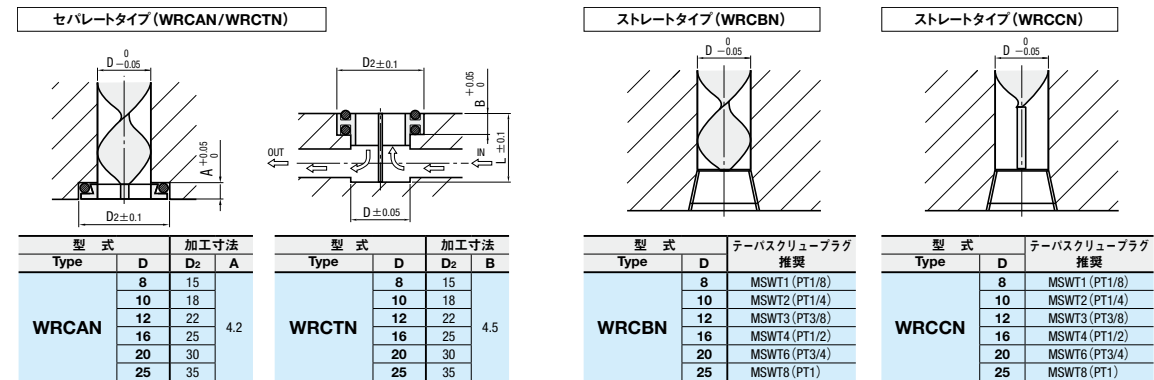 セパレートタイプ（WRCAN/WRCTN）
D 0 −0.05
A +0.05 0
D2±0.1
D2±0.1
B +0.05 0
L±0.1
OUT
IN
D±0.05
型 式 加工寸法
Type D D2 A
WRCAN
8 15
10 18
12 22
16 25
20 30
25 35
4.2
型 式 加工寸法
Type D D2 B
WRCTN
8 15
10 18
12 22
16 25
20 30
25 35
4.5
ストレートタイプ（WRCBN）
D 0 −0.05
型 式 テーパスクリュープラグ
Type D 推奨
WRCBN
8 MSWT1（PT1/8）
10 MSWT2（PT1/4）
12 MSWT3（PT3/8）
16 MSWT4（PT1/2）
20 MSWT6（PT3/4）
25 MSWT8（PT1）
ストレートタイプ（WRCCN）
D 0 −0.05
型 式 テーパスクリュープラグ
Type D 推奨
WRCCN
8 MSWT1（PT1/8）
10 MSWT2（PT1/4）
12 MSWT3（PT3/8）
16 MSWT4（PT1/2）
20 MSWT6（PT3/4）
25 MSWT8（PT1）